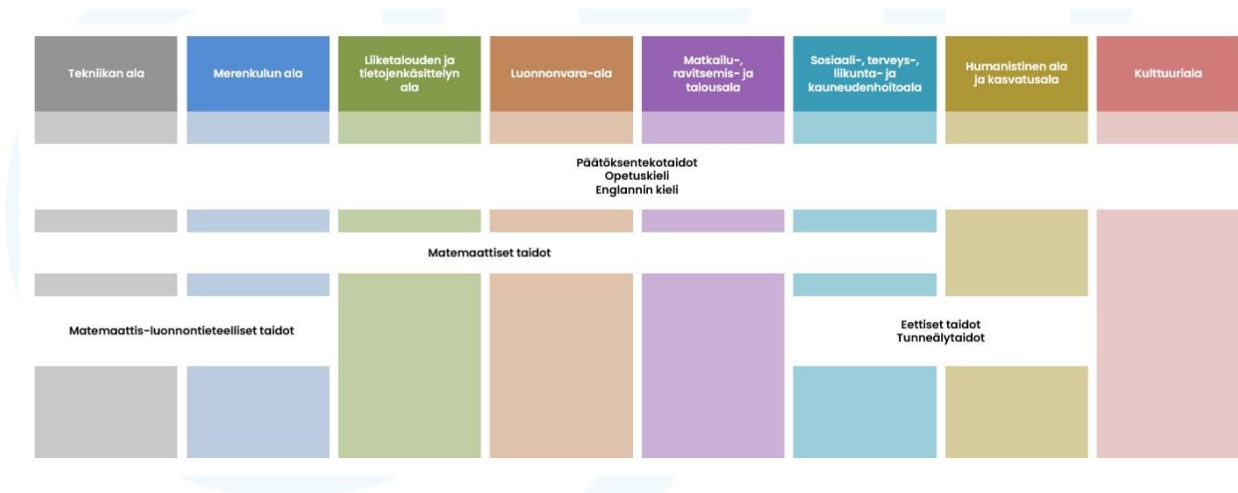 Tekniikan ala
Merenkulun ala
Liiketalouden ja
tietojenkäsittelyn
ala
Luonnonvara-ala
Matkailu-,
ravitsemis- ja
talousala
Sosiaali-, terveys-,
liikunta- ja
kauneudenhoitoala
Humanistinen ala
ja kasvatusala
Kulttuuriala
Päätöksentekotaidot
Opetuskieli
Englannin kieli
Matemaattiset taidot
Matemaattis-luonnontieteelliset taidot
Eettiset taidot
Tunneälytaidot